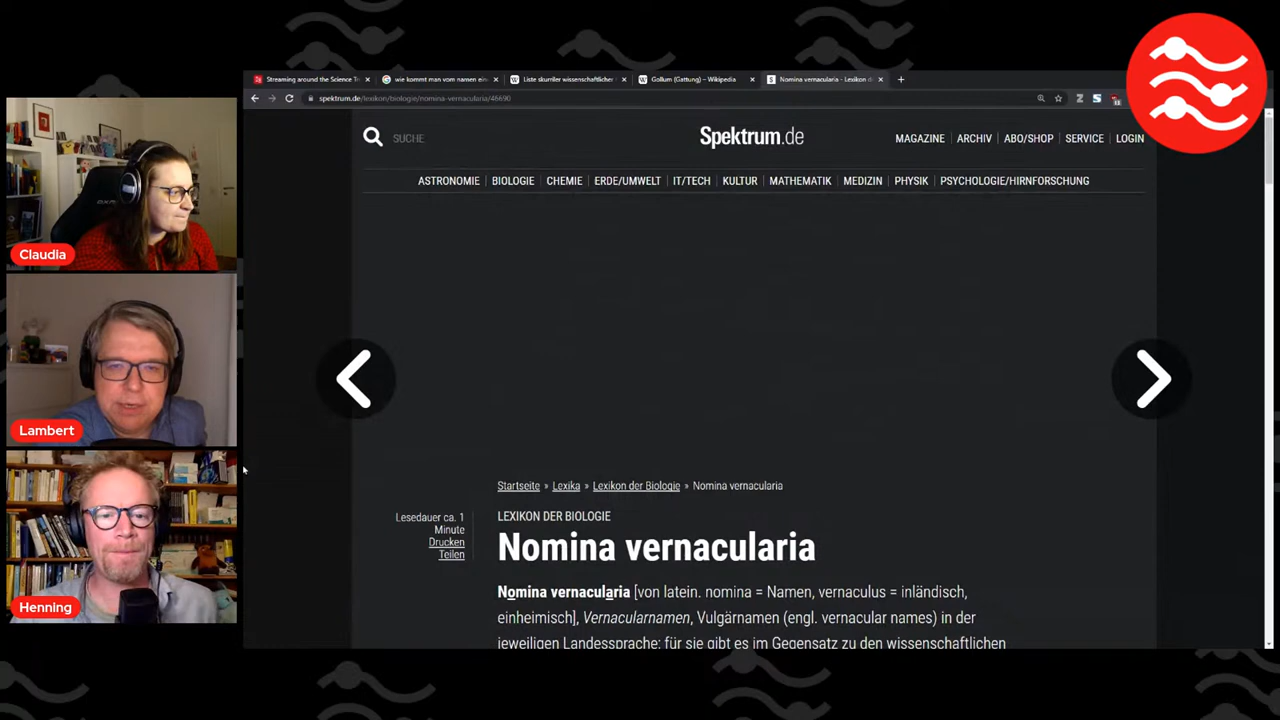 Streaming around the Science
wie kommt man vom namen ein
Liste skurriler wissenschaftlicher
Gollum (Gattung) – Wikipedia
Nomina vernacularia - Lexikon d
spektrum.de/lexikon/biologie/nomina-vernacularia/46690
SUCHE
Spektrum.de
MAGAZINE
ARCHIV
ABO/SHOP
SERVICE
LOGIN
ASTRONOMIE
BIOLOGIE
CHEMIE
ERDE/UMWELT
IT/TECH
KULTUR
MATHEMATIK
MEDIZIN
PHYSIK
PSYCHOLOGIE/HIRNFORSCHUNG
Claudia
Lambert
Henning
Startseite » Lexika » Lexikon der Biologie » Nomina vernacularia
Lesedauer ca. 1
Minute
Drucken
Teilen
LEXIKON DER BIOLOGIE
Nomina vernacularia
Nomina vernacularia [von latein. nomina = Namen, vernaculus = inländisch,
einheimisch], Vernacularnamen, Vulgärnamen (engl. vernacular names) in der
jeweiligen Landessprache; für sie gibt es im Gegensatz zu den wissenschaftlichen